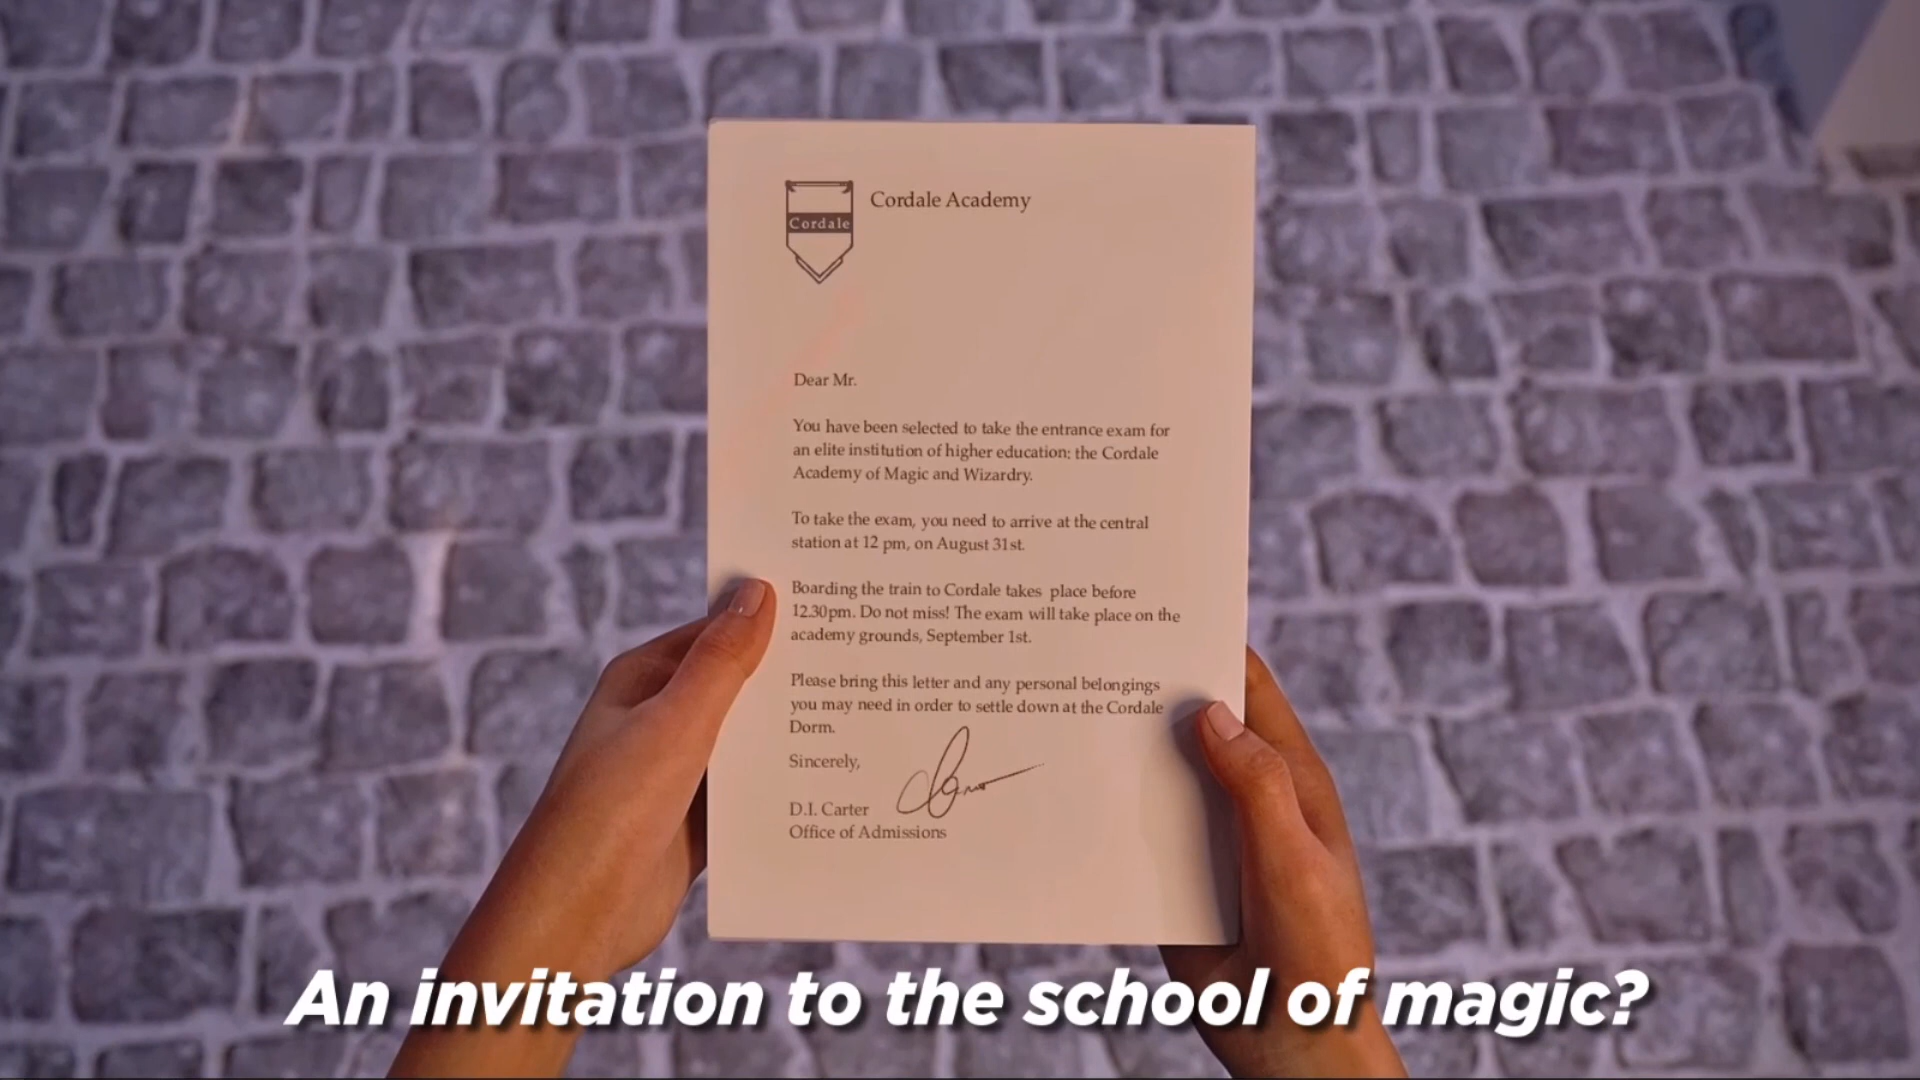 Cordale Academy
Cordale
Dear Mr.
You have been selected to take the entrance exam for
an elite institution of higher education: the Cordale
Academy of Magic and Wizardry.
To take the exam, you need to arrive at the central
station at 12 pm, on August 31st.
Boarding the train to Cordale takes place before
12.30pm. Do not miss! The exam will take place on the
academy grounds, September 1st.
Please bring this letter and any personal belongings
you may need in order to settle down at the Cordale
Dorm.
Sincerely,
D.I. Carter
Office of Admissions
An invitation to the school of magic?